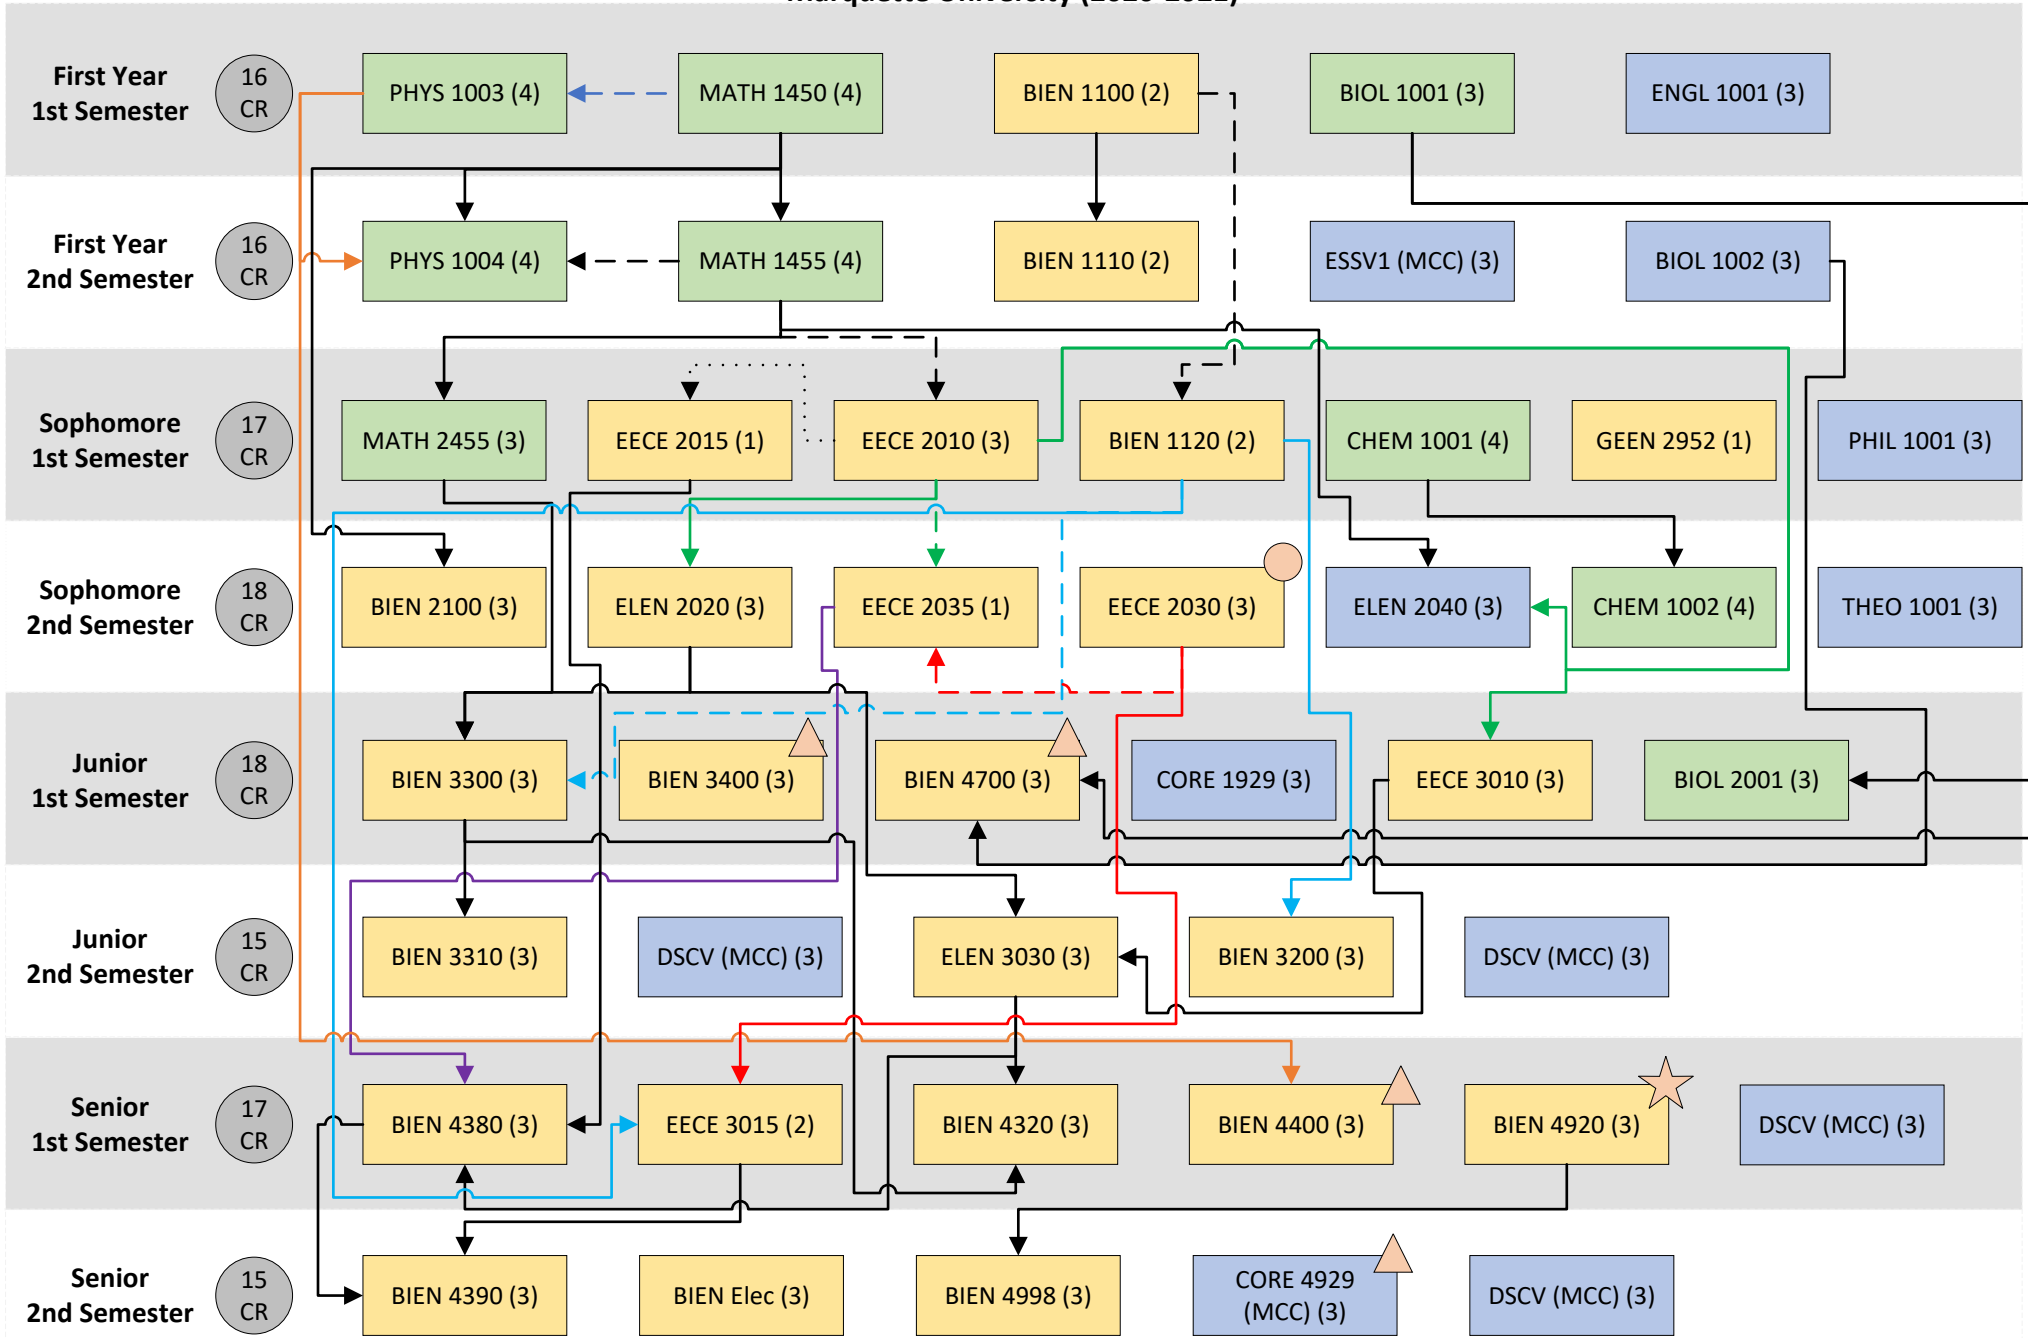 Marquette University (2020-2021)
First Year
1st Semester
16
CR
PHYS 1003 (4)
MATH 1450 (4)
BIEN 1100 (2)
BIOL 1001 (3)
ENGL 1001 (3)
First Year
2nd Semester
16
CR
PHYS 1004 (4)
MATH 1455 (4)
BIEN 1110 (2)
ESSV1 (MCC) (3)
BIOL 1002 (3)
Sophomore
1st Semester
17
CR
MATH 2455 (3)
EECE 2015 (1)
EECE 2010 (3)
BIEN 1120 (2)
CHEM 1001 (4)
GEEN 2952 (1)
PHIL 1001 (3)
Sophomore
2nd Semester
18
CR
BIEN 2100 (3)
ELEN 2020 (3)
EECE 2035 (1)
EECE 2030 (3)
ELEN 2040 (3)
CHEM 1002 (4)
THEO 1001 (3)
Junior
1st Semester
18
CR
BIEN 3300 (3)
BIEN 3400 (3)
BIEN 4700 (3)
CORE 1929 (3)
EECE 3010 (3)
BIOL 2001 (3)
Junior
2nd Semester
15
CR
BIEN 3310 (3)
DSCV (MCC) (3)
ELEN 3030 (3)
BIEN 3200 (3)
DSCV (MCC) (3)
Senior
1st Semester
17
CR
BIEN 4380 (3)
EECE 3015 (2)
BIEN 4320 (3)
BIEN 4400 (3)
BIEN 4920 (3)
DSCV (MCC) (3)
Senior
2nd Semester
15
CR
BIEN 4390 (3)
BIEN Elec (3)
BIEN 4998 (3)
CORE 4929
(MCC) (3)
DSCV (MCC) (3)